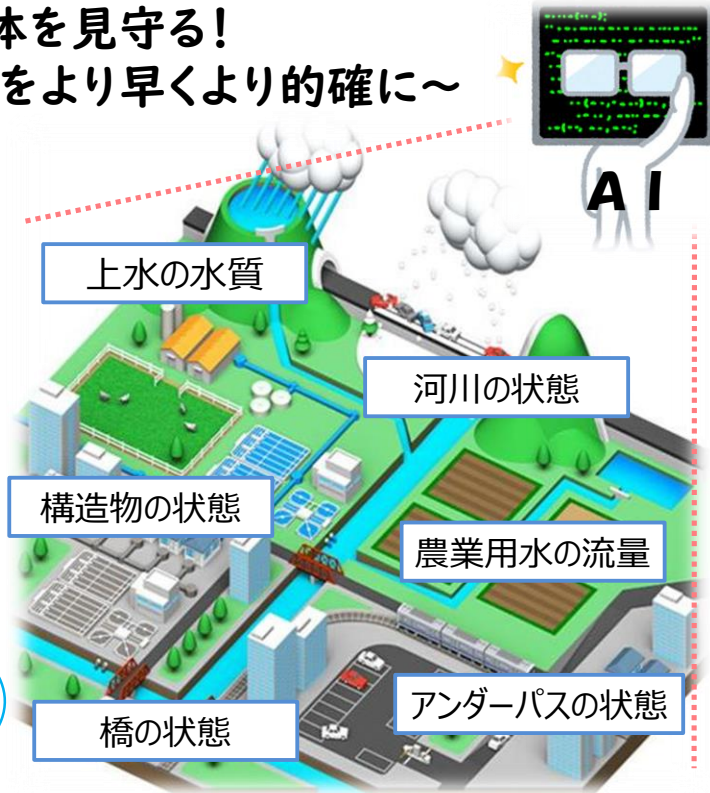 体を見守る!
をより早くより的確に～
AI
上水の水質
河川の状態
構造物の状態
農業用水の流量
アンダーパスの状態
橋の状態